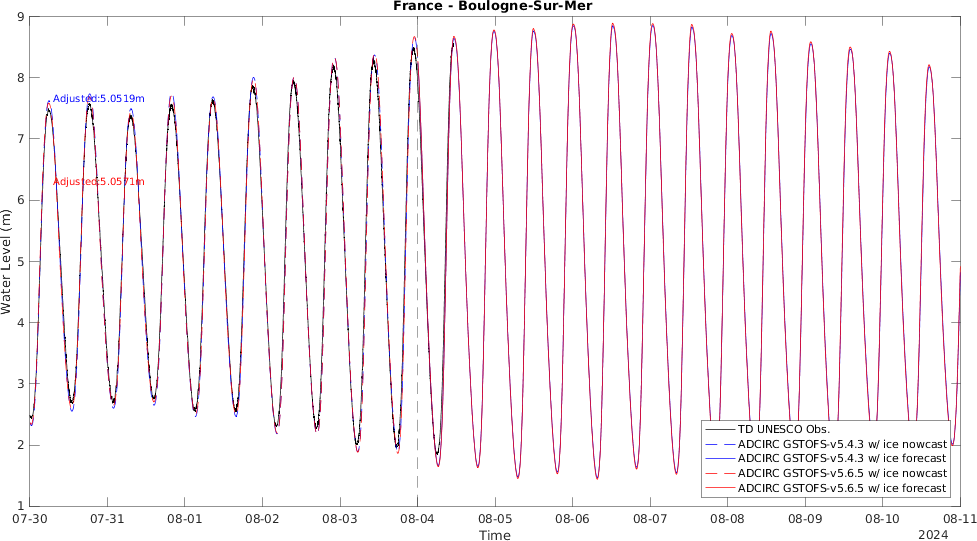 France - Boulogne-Sur-Mer
Water Level (m)
9
8
7
6
5
4
3
2
1
Adjusted:5.0519m
Adjusted:5.0571m
TD UNESCO Obs.
ADCIRC GSTOFS-v5.4.3 w/ ice nowcast
ADCIRC GSTOFS-v5.4.3 w/ ice forecast
ADCIRC GSTOFS-v5.6.5 w/ ice nowcast
ADCIRC GSTOFS-v5.6.5 w/ ice forecast
07-30 07-31 08-01 08-02 08-03 08-04 08-05 08-06 08-07 08-08 08-09 08-10 08-11
Time
2024